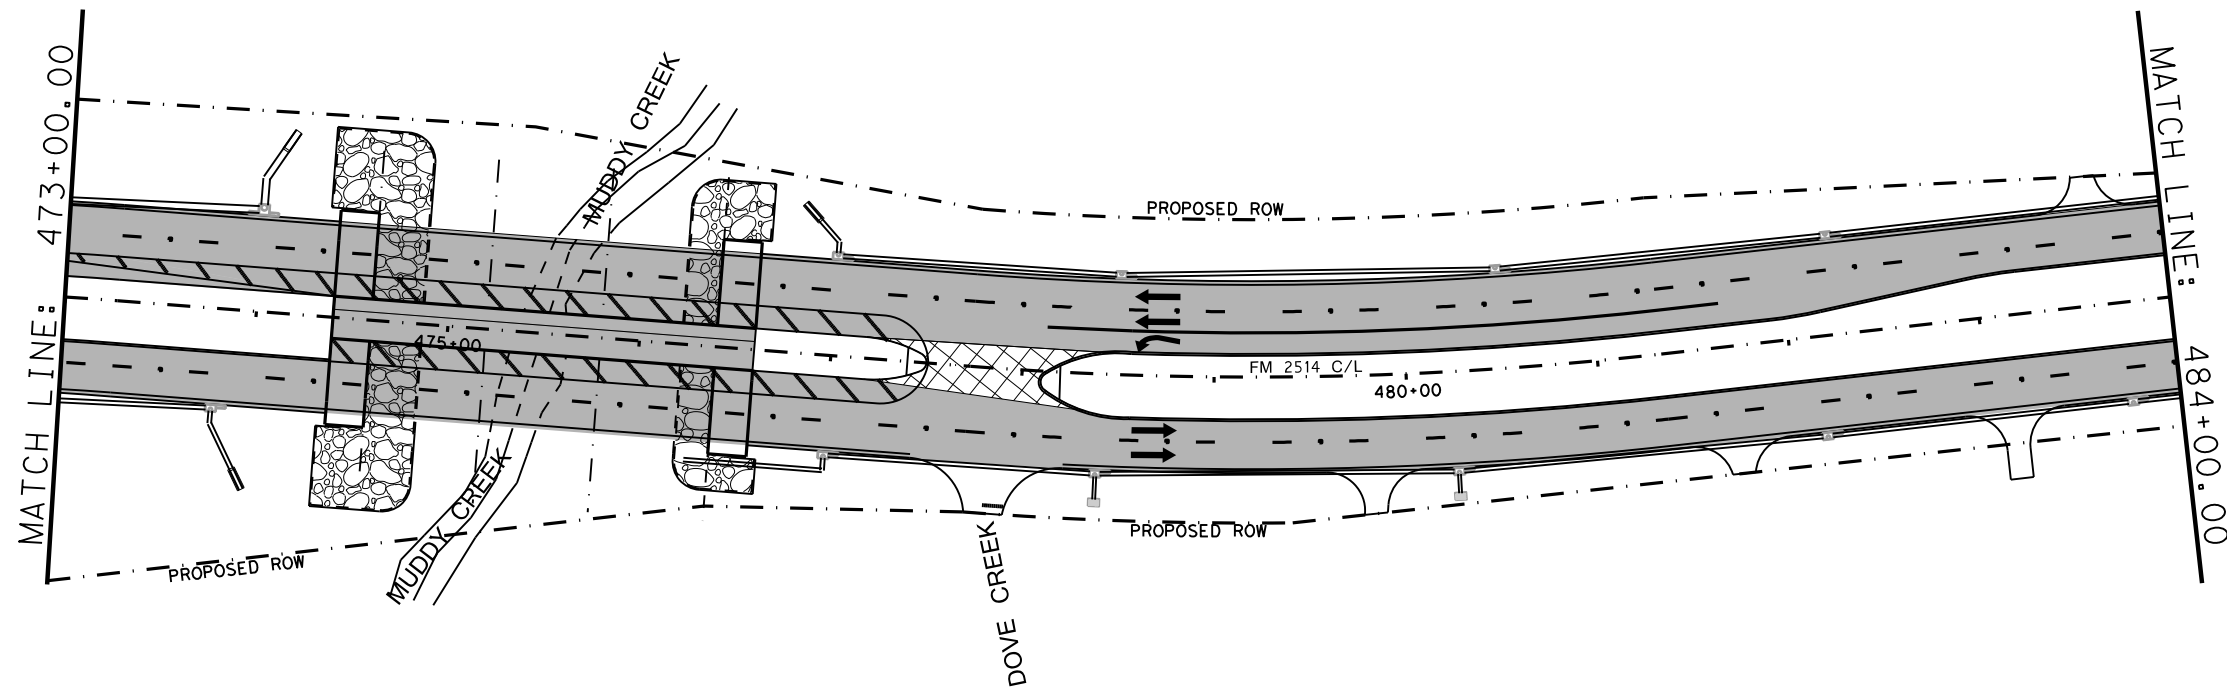 MATCH LINE: 473+00.00
MUDDY CREEK
PROPOSED ROW
MATCH LINE: 484+00.00
475+00
FM 2514 C/L
480+00
MUDDY CREEK
PROPOSED ROW
PROPOSED ROW
DOVE CREEK